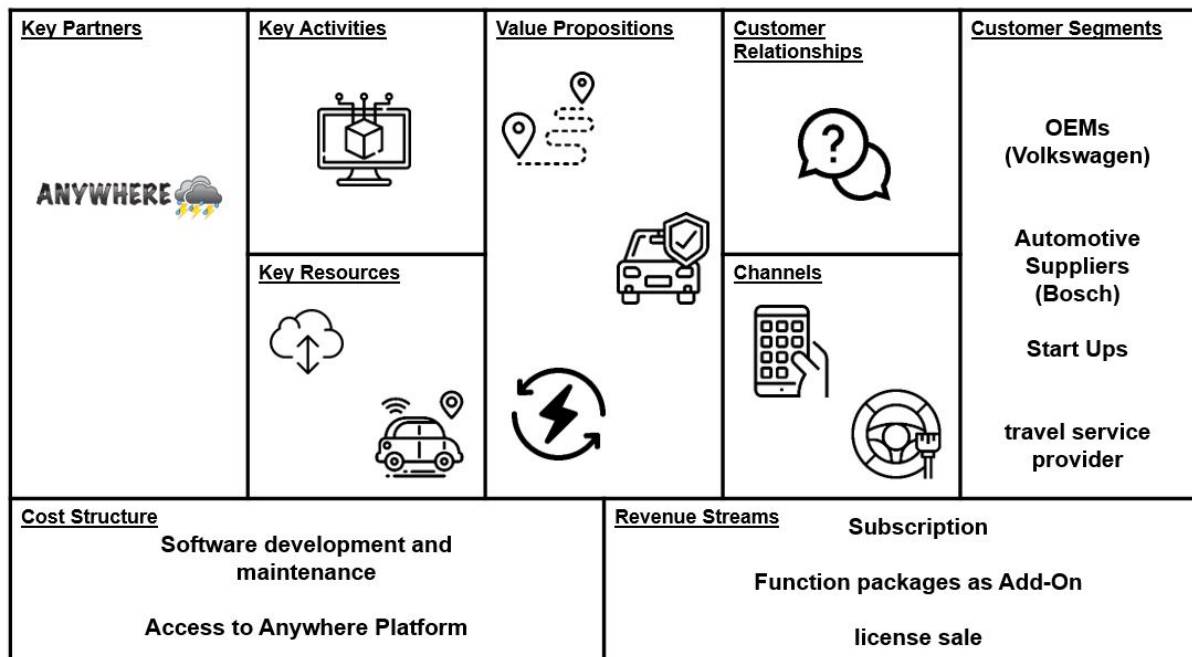 Key Partners
ANYWHERE
Key Activities
Key Resources
Value Propositions
Customer
Relationships
?
Channels
Customer Segments
OEMs
(Volkswagen)
Automotive
Suppliers
(Bosch)
Start Ups
travel service
provider
Cost Structure
Software development and
maintenance
Access to Anywhere Platform
Revenue Streams
Subscription
Function packages as Add-On
license sale